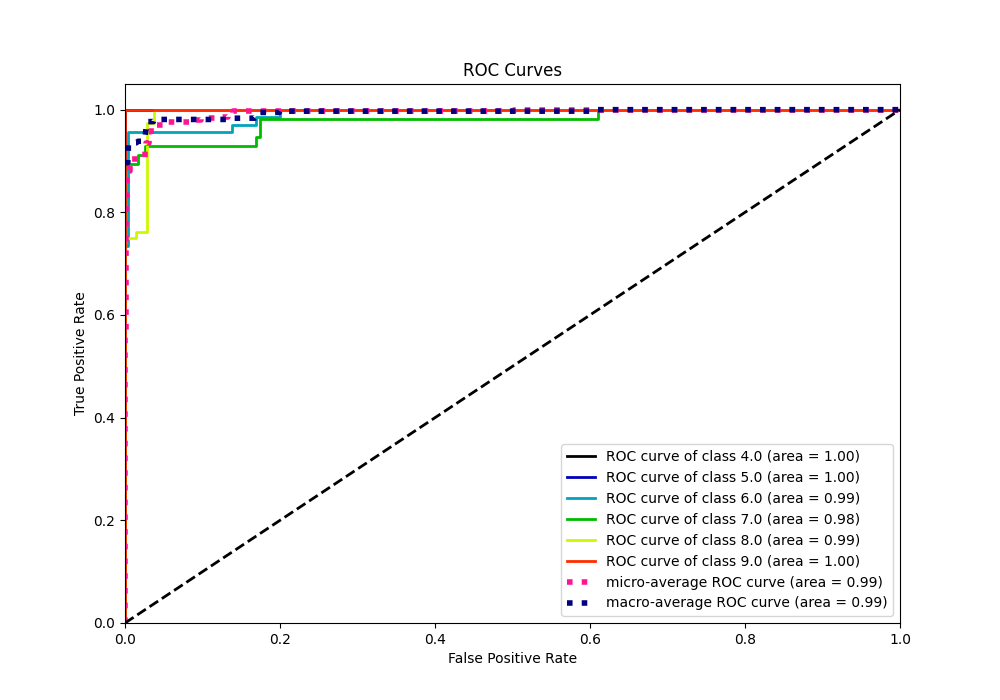 ROC Curves
1.0
0.8
0.6
0.4
0.2
0.0
True Positive Rate
0.0 0.2 0.4 0.6 0.8 1.0
False Positive Rate
ROC curve of class 4.0 (area = 1.00)
ROC curve of class 5.0 (area = 1.00)
ROC curve of class 6.0 (area = 0.99)
ROC curve of class 7.0 (area = 0.98)
ROC curve of class 8.0 (area = 0.99)
ROC curve of class 9.0 (area = 1.00)
micro-average ROC curve (area = 0.99)
macro-average ROC curve (area = 0.99)